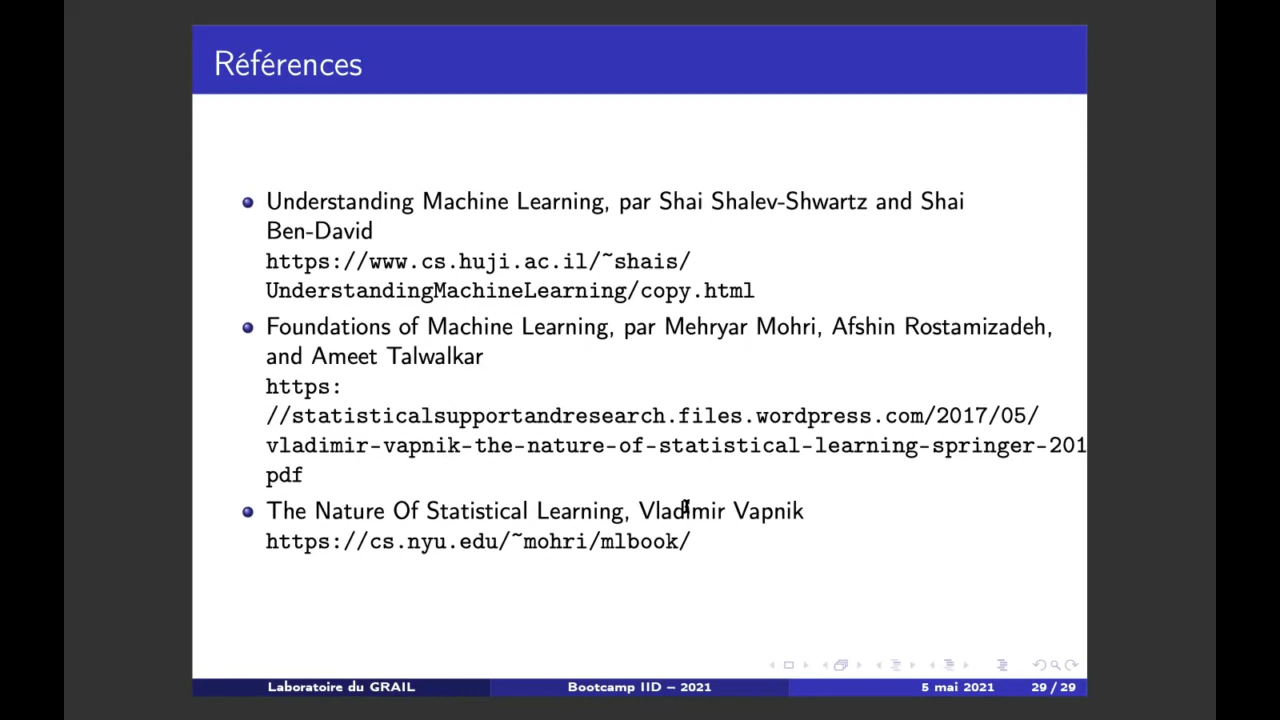 Références
Understanding Machine Learning, par Shai Shalev-Shwartz and Shai
Ben-David
https://www.cs.huji.ac.il/~shais/
UnderstandingMachineLearning/copy.html
Foundations of Machine Learning, par Mehryar Mohri, Afshin Rostamizadeh,
and Ameet Talwalkar
https:
//statisticalsupportandresearch.files.wordpress.com/2017/05/
vladimir-vapnik-the-nature-of-statistical-learning-springer-201
pdf
The Nature Of Statistical Learning, Vladimir Vapnik
https://cs.nyu.edu/~mohri/mlbook/
Laboratoire du GRAIL Bootcamp IID – 2021 5 mai 2021 29 / 29